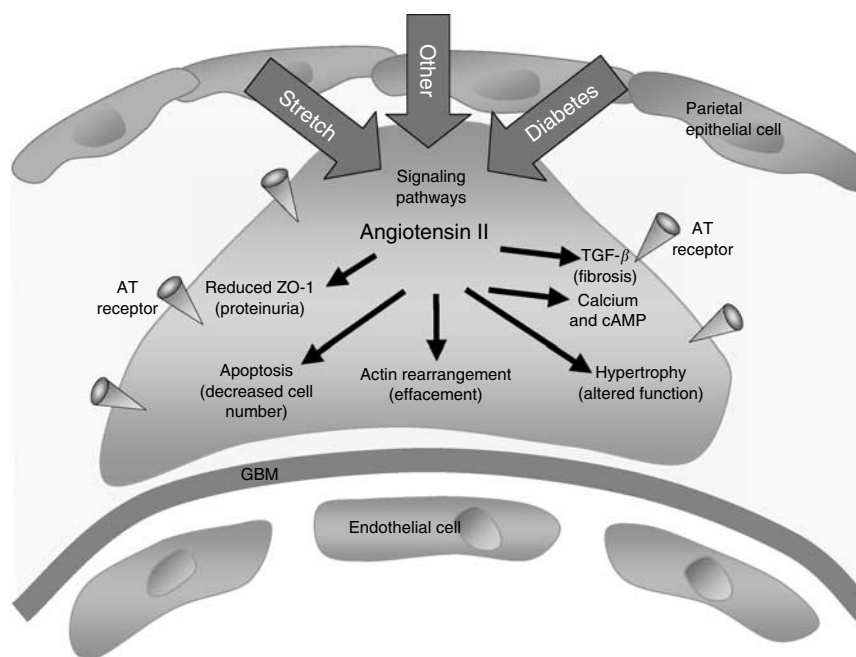 Other
Stretch
Diabetes
Parietal
epithelial cell
Signaling
pathways
Angiotensin II
AT
receptor
TGF-β
(fibrosis)
AT
receptor
Reduced ZO-1
(proteinuria)
Calcium
and cAMP
Apoptosis
(decreased cell
number)
Actin rearrangement
(effacement)
Hypertrophy
(altered function)
GBM
Endothelial cell